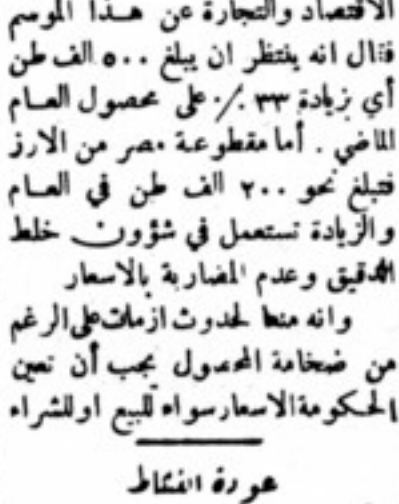 الاقتصاد والتجارة عن هذا الموسم
فقال انه ينتظر ان يبلغ ٥٠٠ الف طن
أي بزيادة ٣٣ ٪ على محصول العام
الماضي . أما مقطوعة مصر من الارز
فتبلغ نحو ٢٠٠ الف طن في العام
والزيادة تستعمل في شؤون خلط
الدقيق وعدم المضاربة بالاسعار
وانه منعا لحدوث ازمات على الرغم
من ضخامة المحصول يجب أن تعين
الحكومة الاسعار سواء للبيع او للشراء
عودة الفئاط